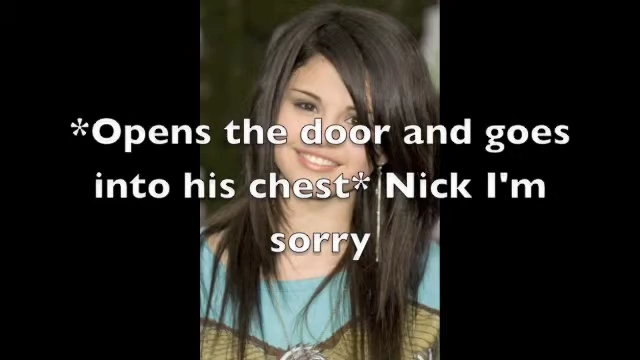 *Opens the door and goes
into his chest* Nick I'm
sorry